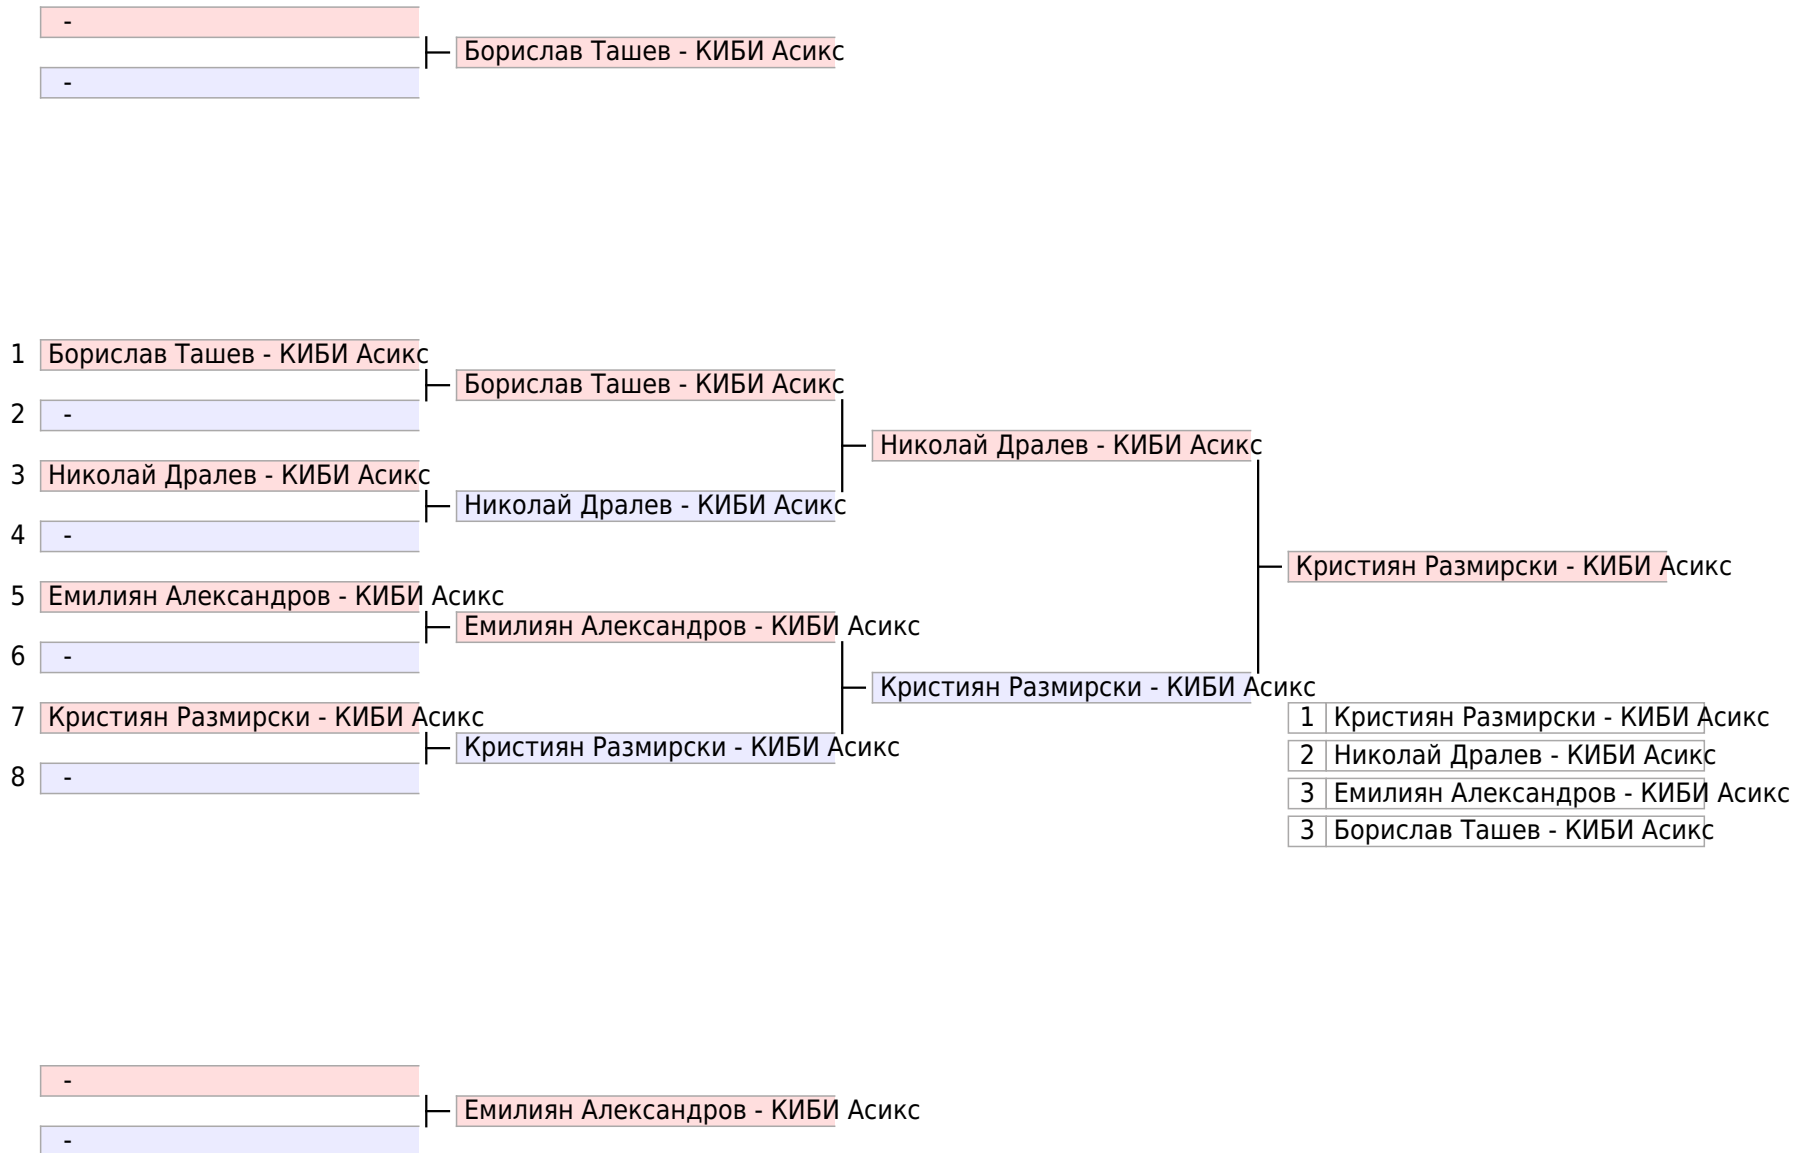 -
Борислав Ташев - КИБИ Асикс
-
1 Борислав Ташев - КИБИ Асикс
Борислав Ташев - КИБИ Асикс
2 -
Николай Дралев - КИБИ Асикс
3 Николай Дралев - КИБИ Асикс
Николай Дралев - КИБИ Асикс
4 -
Кристиян Размирски - КИБИ Асикс
5 Емилиян Александров - КИБИ Асикс
Емилиян Александров - КИБИ Асикс
6 -
Кристиян Размирски - КИБИ Асикс
7 Кристиян Размирски - КИБИ Асикс
Кристиян Размирски - КИБИ Асикс
8 -
1 Кристиян Размирски - КИБИ Асикс
2 Николай Дралев - КИБИ Асикс
3 Емилиян Александров - КИБИ Асикс
3 Борислав Ташев - КИБИ Асикс
-
Емилиян Александров - КИБИ Асикс
-